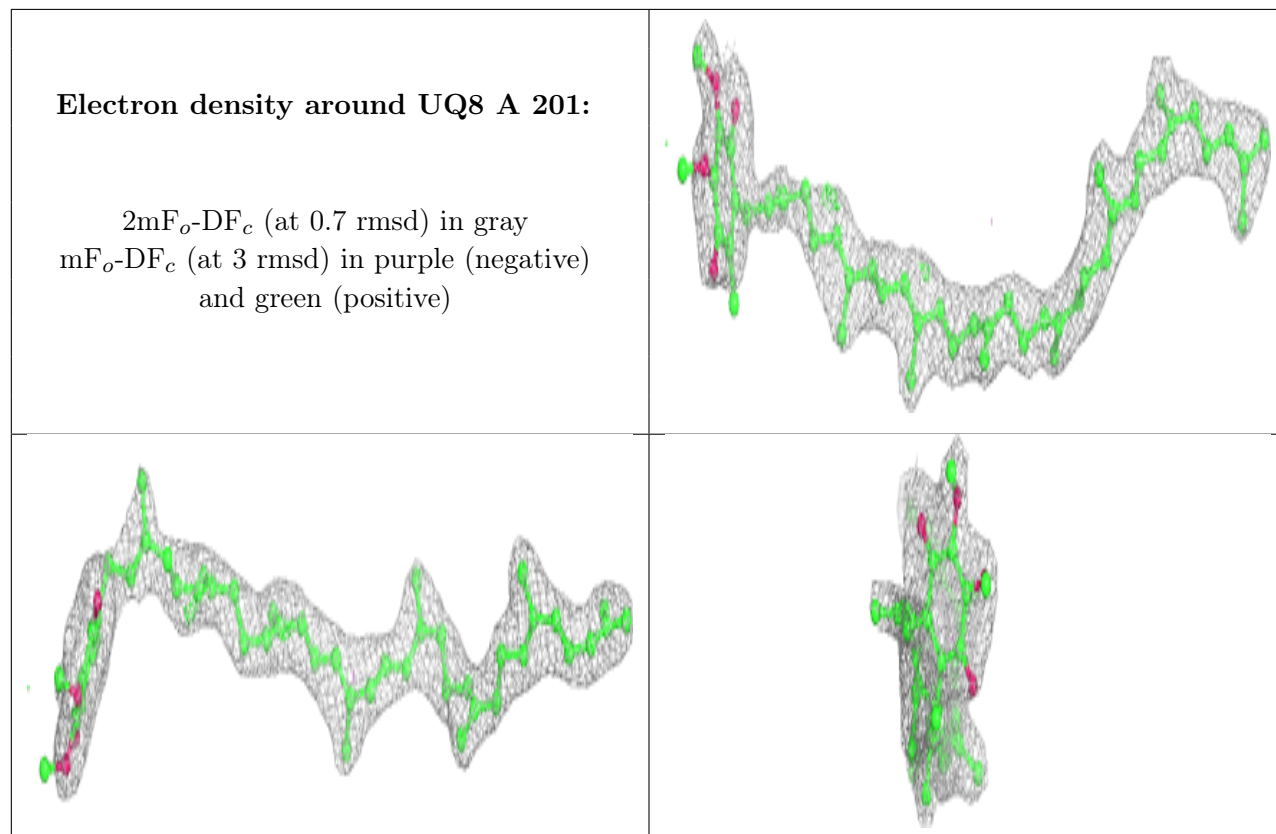 Electron density around UQ8 A 201:
2mFo-DFc (at 0.7 rmsd) in gray
mFo-DFc (at 3 rmsd) in purple (negative)
and green (positive)